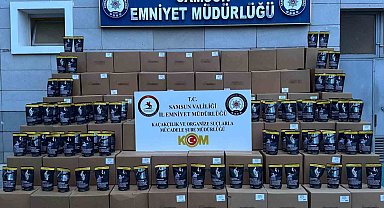 SAMSUN
EMNİYET MÜDÜRLÜĞÜ
T.C.
SAMSUN VALİLİĞİ
İL EMNİYET MÜDÜRLÜĞÜ
KAÇAKÇILIK VE ORGANİZE SUÇLARLA
MÜCADELE ŞUBE MÜDÜRLÜĞÜ
KOM